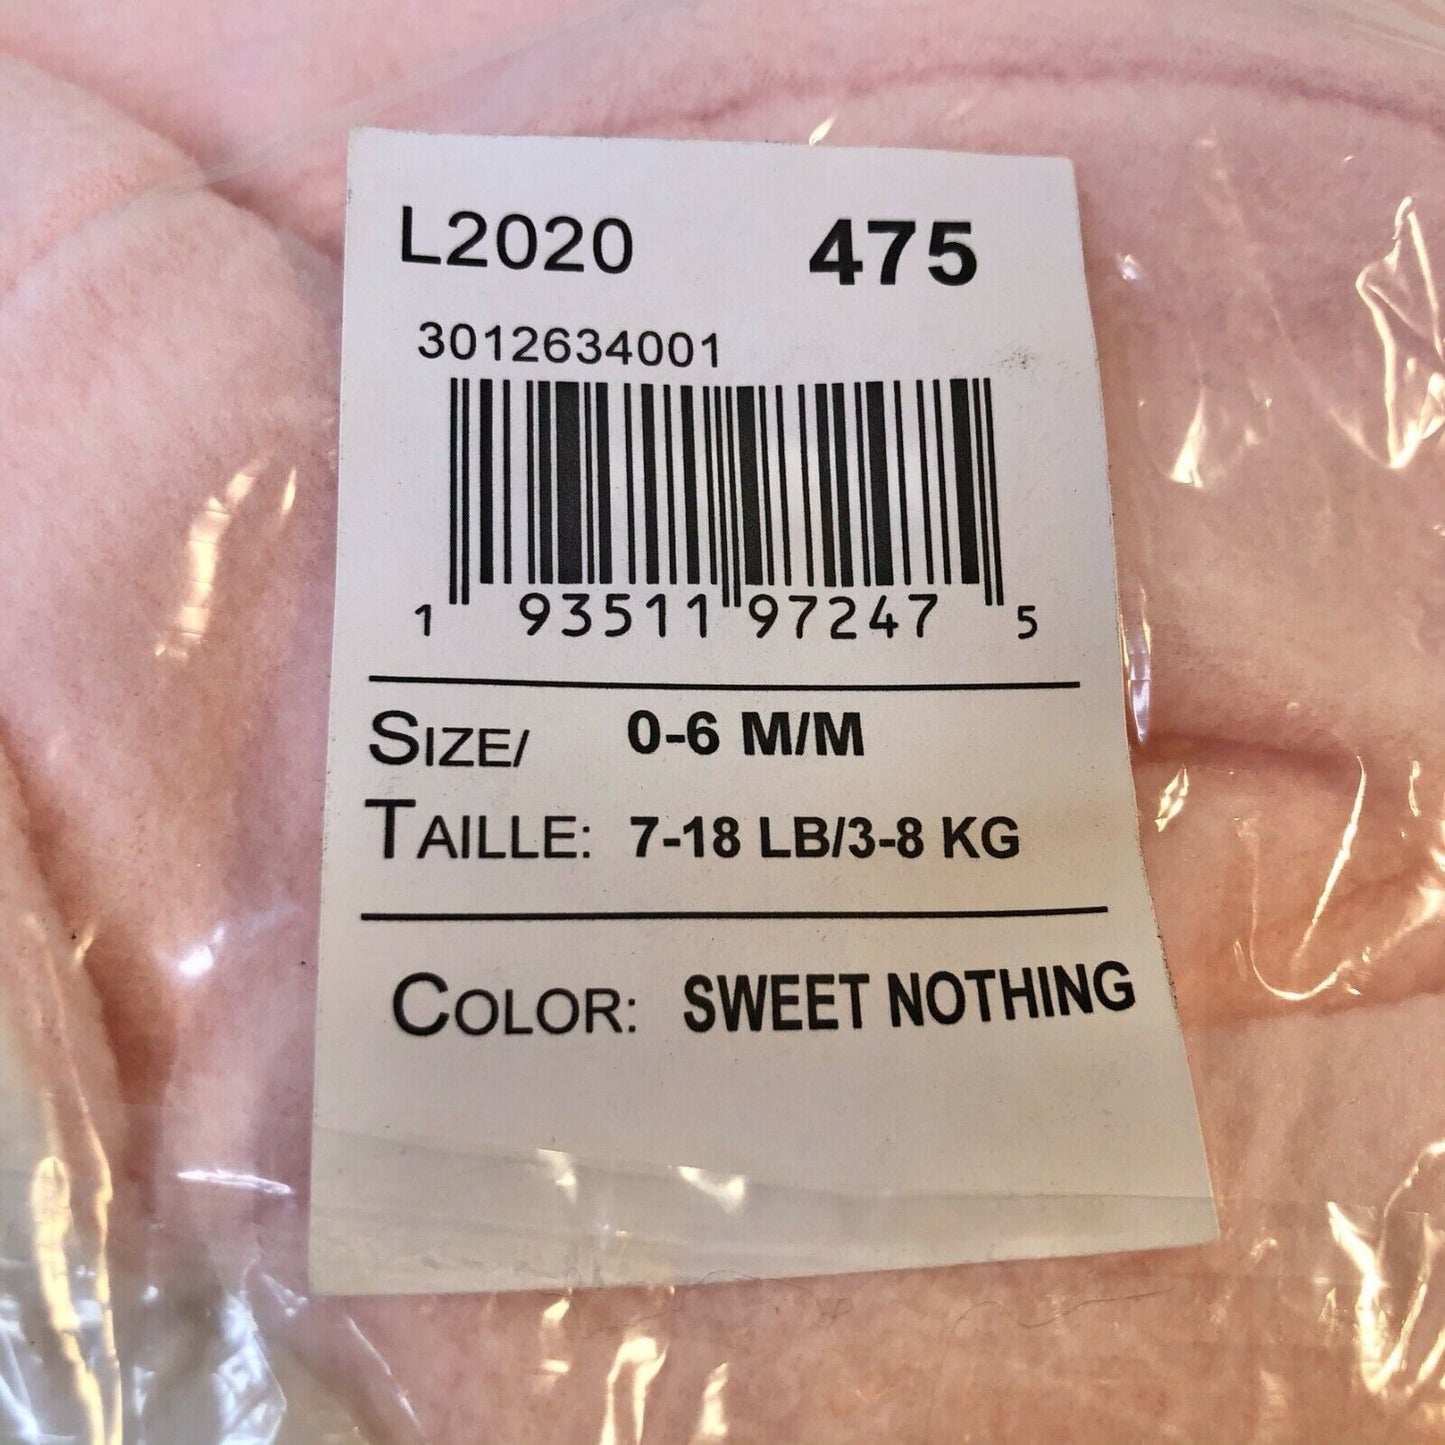 L2020 475
3012634001
1 93511 97247 5
SIZE/ 0-6 M/M
TAILLE: 7-18 LB/3-8 KG
COLOR: SWEET NOTHING